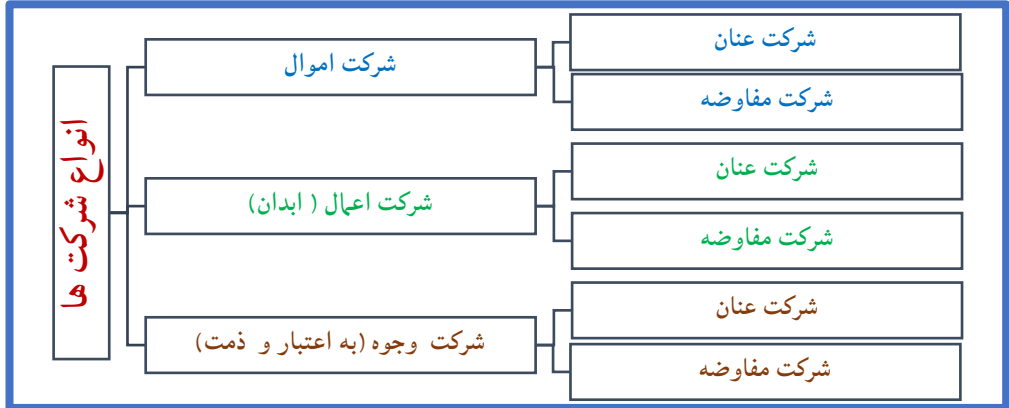 انواع شرکت ها
شرکت اموال
شرکت عنان
شرکت مفاوضه
شرکت اعمال ( ابدان)
شرکت عنان
شرکت مفاوضه
شرکت وجوه (به اعتبار و ذمت)
شرکت عنان
شرکت مفاوضه